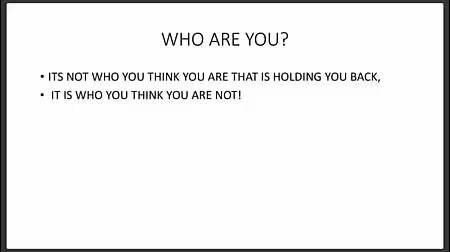 WHO ARE YOU?
• ITS NOT WHO YOU THINK YOU ARE THAT IS HOLDING YOU BACK,
• IT IS WHO YOU THINK YOU ARE NOT!